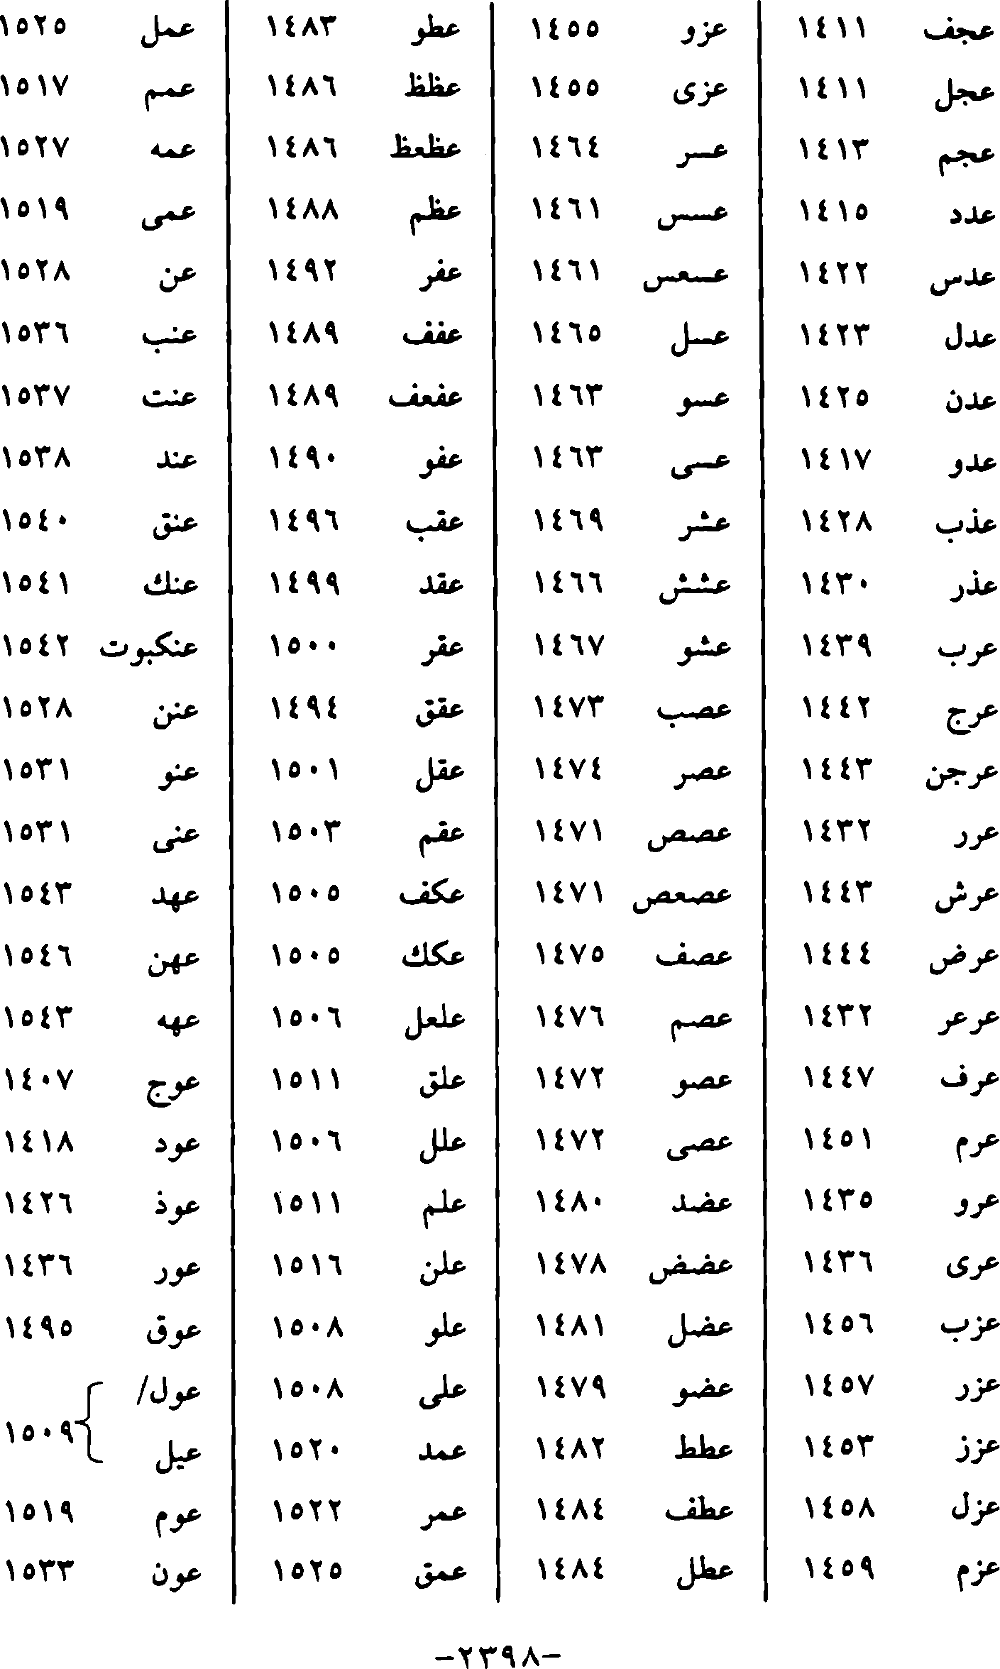 عجف ١٤١١
عجل ١٤١١
عجم ١٤١٣
عدد ١٤١٥
عدس ١٤٢٢
عدل ١٤٢٣
عدن ١٤٢٥
عدو ١٤١٧
عذب ١٤٢٨
عذر ١٤٣٠
عرب ١٤٣٩
عرج ١٤٤٢
عرجن ١٤٤٣
عرر ١٤٣٢
عرش ١٤٤٣
عرض ١٤٤٤
عرعر ١٤٣٢
عرف ١٤٤٧
عرم ١٤٥١
عرو ١٤٣٥
عرى ١٤٣٦
عزب ١٤٥٦
عزر ١٤٥٧
عزز ١٤٥٣
عزل ١٤٥٨
عزم ١٤٥٩
عزو ١٤٥٥
عزى ١٤٥٥
عسر ١٤٦٤
عسس ١٤٦١
عسعس ١٤٦١
عسل ١٤٦٥
عسو ١٤٦٣
عسى ١٤٦٣
عشر ١٤٦٩
عشش ١٤٦٦
عشو ١٤٦٧
عصب ١٤٧٣
عصر ١٤٧٤
عصص ١٤٧١
عصعص ١٤٧١
عصف ١٤٧٥
عصم ١٤٧٦
عصو ١٤٧٢
عصى ١٤٧٢
عضد ١٤٨٠
عضض ١٤٧٨
عضل ١٤٨١
عضو ١٤٧٩
عطط ١٤٨٢
عطف ١٤٨٤
عطل ١٤٨٤
عطو ١٤٨٣
عظظ ١٤٨٦
عظعظ ١٤٨٦
عظم ١٤٨٨
عفر ١٤٩٢
عفف ١٤٨٩
عفعف ١٤٨٩
عفو ١٤٩٠
عقب ١٤٩٦
عقد ١٤٩٩
عقر ١٥٠٠
عقق ١٤٩٤
عقل ١٥٠١
عقم ١٥٠٣
عكف ١٥٠٥
عكك ١٥٠٥
علعل ١٥٠٦
علق ١٥١١
علل ١٥٠٦
علم ١٥١١
علن ١٥١٦
علو ١٥٠٨
على ١٥٠٨
عمد ١٥٢٠
عمر ١٥٢٢
عمق ١٥٢٥
عمل ١٥٢٥
عمم ١٥١٧
عمه ١٥٢٧
عمى ١٥١٩
عن ١٥٢٨
عنب ١٥٣٦
عنت ١٥٣٧
عند ١٥٣٨
عنق ١٥٤٠
عنك ١٥٤١
عنكبوت ١٥٤٢
عنن ١٥٢٨
عنو ١٥٣١
عنى ١٥٣١
عهد ١٥٤٣
عهن ١٥٤٦
عهه ١٥٤٣
عوج ١٤٠٧
عود ١٤١٨
عوذ ١٤٢٦
عور ١٤٣٦
عوق ١٤٩٥
عول/
عيل ١٥٠٩
عوم ١٥١٩
عون ١٥٣٣
-٢٣٩٨-